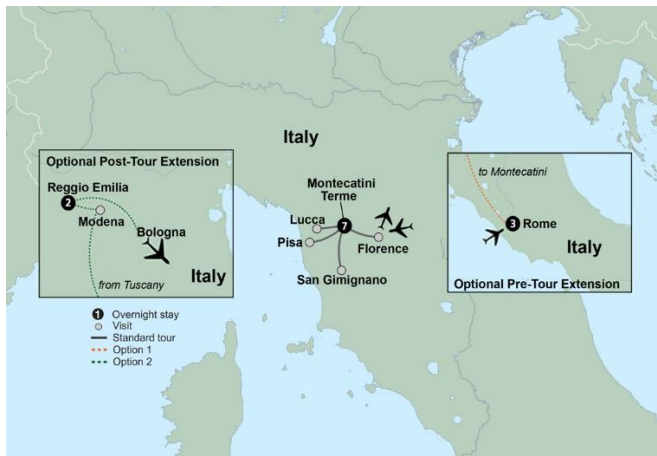 Italy
Optional Post-Tour Extension
Reggio Emilia
2
Modena
Bologna
from Tuscany
Italy
Montecatini
Terme
Lucca
7
Pisa
Florence
San Gimignano
to Montecatini
3 Rome
Italy
Optional Pre-Tour Extension
1 Overnight stay
Visit
Standard tour
Option 1
Option 2